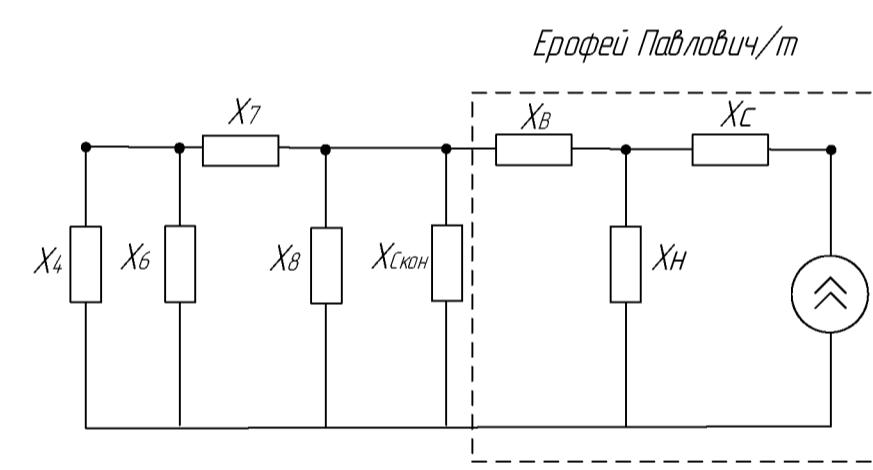 Ерофей Павлович/т
X7
XВ
XС
X4
X6
X8
XСкон
XН